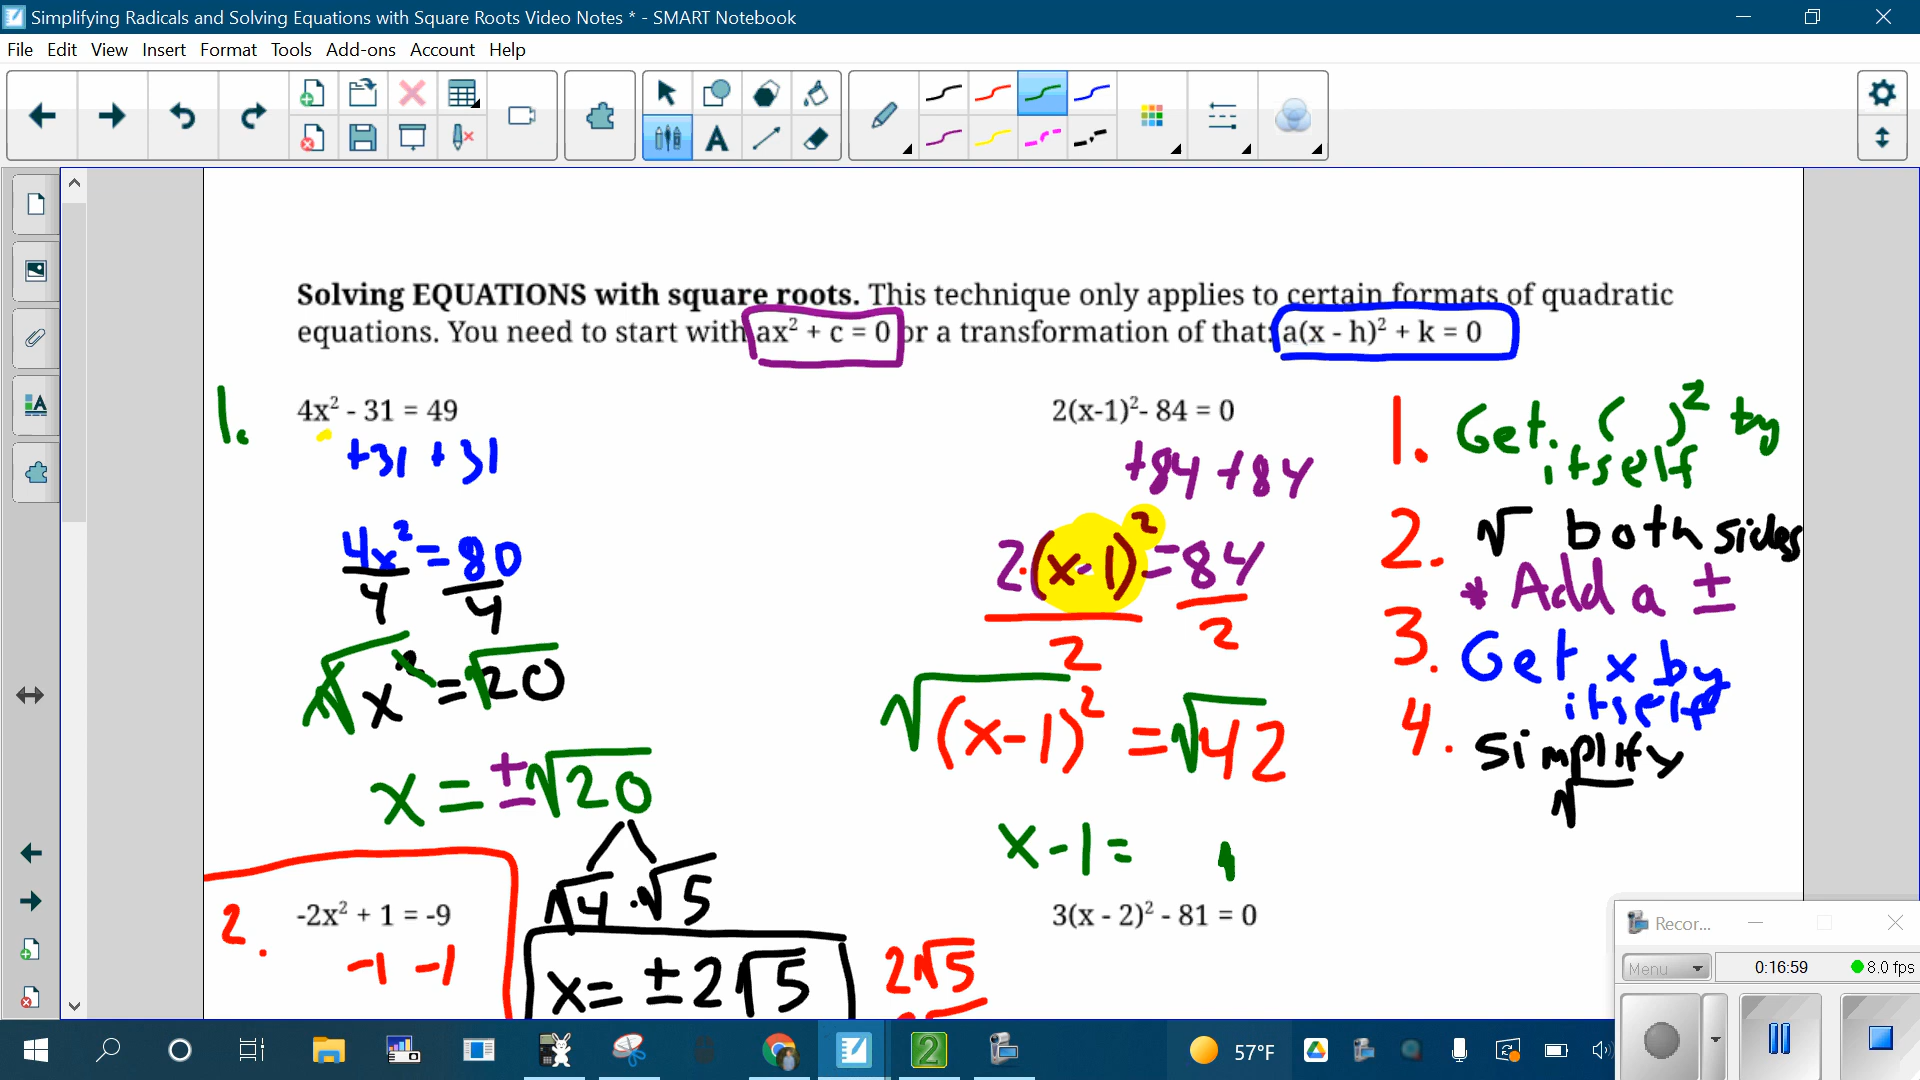 Simplifying Radicals and Solving Equations with Square Roots Video Notes * - SMART Notebook
File Edit View Insert Format Tools Add-ons Account Help
Solving EQUATIONS with square roots. This technique only applies to certain formats of quadratic
equations. You need to start with ax² + c = 0 or a transformation of that: a(x - h)² + k = 0
1.
4x² - 31 = 49
+31 +31
4x² = 80
4 4
√x² = √20
x = ±√20
√4 · √5
x = ±2√5
2(x-1)²- 84 = 0
+84 +84
2·(x-1)² = 84
2 2
√(x-1)² = √42
x-1 =
1. Get ( )² by
itself
2. √ both sides
* Add a ±
3. Get x by
itself
4. simplify
√
2.
-2x² + 1 = -9
-1 -1
2√5
3(x - 2)² - 81 = 0
Recor...
Menu
0:16:59
8.0 fps
57°F